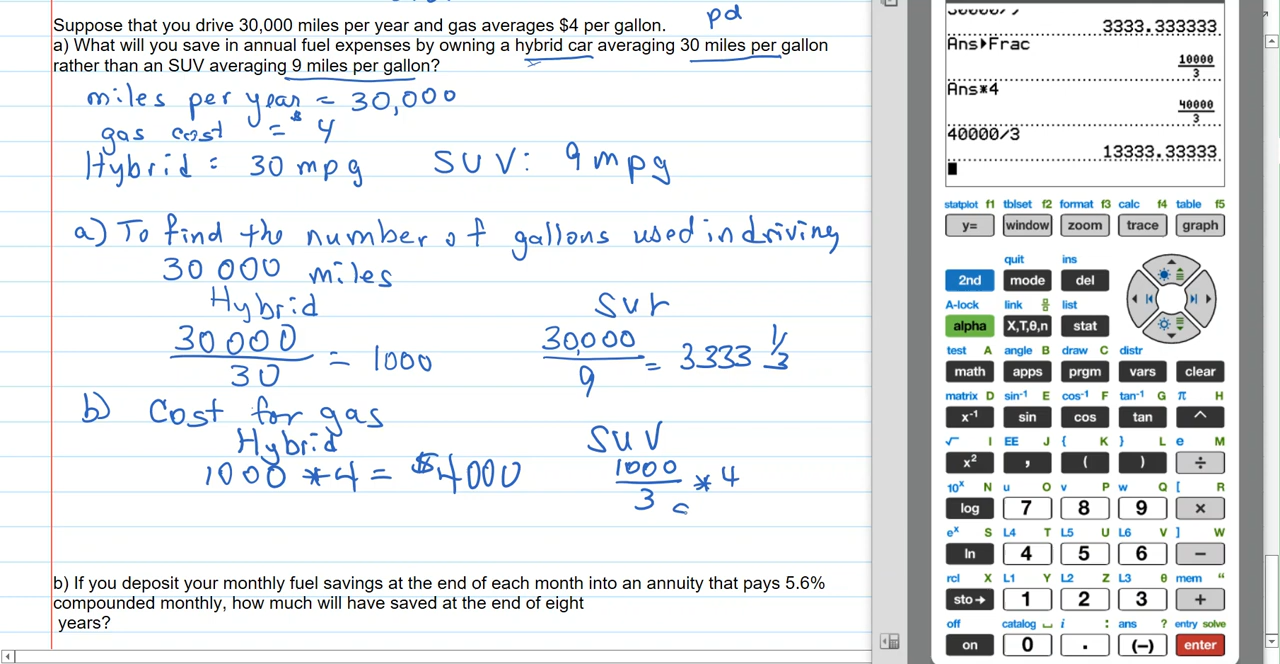 Suppose that you drive 30,000 miles per year and gas averages $4 per gallon.
pd
a) What will you save in annual fuel expenses by owning a hybrid car averaging 30 miles per gallon
rather than an SUV averaging 9 miles per gallon?
miles per year = 30,000
gas cost = $4
Hybrid = 30 mpg SUV: 9 mpg
a) To find the number of gallons used in driving
30 000 miles
Hybrid SUV
30 000 / 30 = 1000 30,000 / 9 = 3333 1/3
b) Cost for gas
Hybrid SUV
1000 * 4 = $4000 1000 / 3 * 4
b) If you deposit your monthly fuel savings at the end of each month into an annuity that pays 5.6%
compounded monthly, how much will have saved at the end of eight
years?
3333.333333
Ans▸Frac
10000/3
Ans*4
40000/3
40000/3
13333.33333
statplot f1 tblset f2 format f3 calc f4 table f5
y= window zoom trace graph
quit ins
2nd mode del
A-lock link list
alpha X,T,θ,n stat
test A angle B draw C distr
math apps prgm vars clear
matrix D sin⁻¹ E cos⁻¹ F tan⁻¹ G π H
x⁻¹ sin cos tan ^
√ I EE J { K } L e M
x² , ( ) ÷
10ˣ N u O v P w Q [ R
log 7 8 9 ×
eˣ S L4 T L5 U L6 V ] W
ln 4 5 6 −
rcl X L1 Y L2 Z L3 θ mem "
sto→ 1 2 3 +
off catalog ⎵ i : ans ? entry solve
on 0 . (−) enter